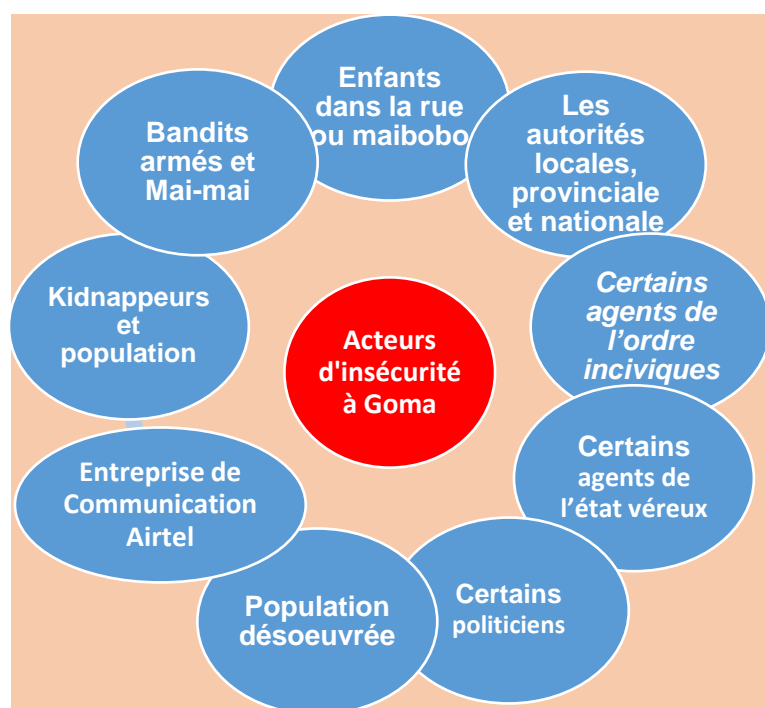 Enfants
dans la rue
ou maibobo
Les
autorités
locales,
provinciale
et nationale
Certains
agents de
l'ordre
inciviques
Certains
agents de
l'état véreux
Certains
politiciens
Population
désoeuvrée
Entreprise de
Communication
Airtel
Kidnappeurs
et
population
Bandits
armés et
Mai-mai
Acteurs
d'insécurité
à Goma